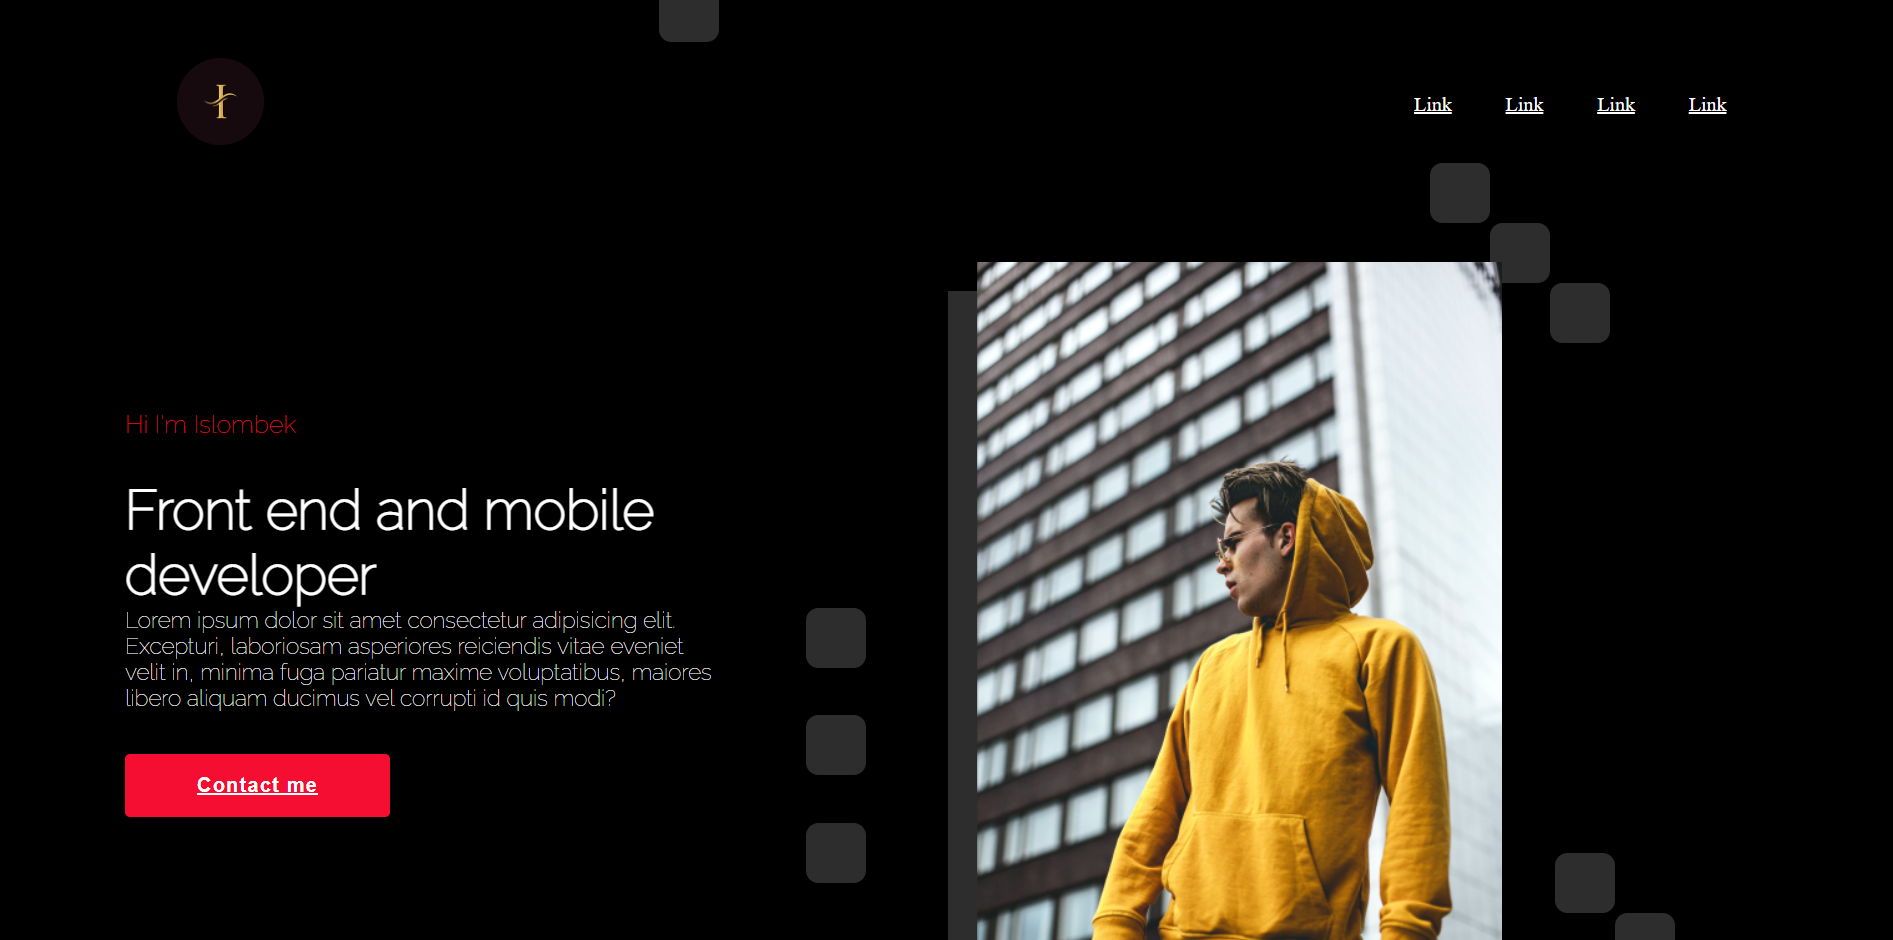 I
Link Link Link Link
Hi I'm Islombek
Front end and mobile
developer
Lorem ipsum dolor sit amet consectetur adipisicing elit.
Excepturi, laboriosam asperiores reiciendis vitae eveniet
velit in, minima fuga pariatur maxime voluptatibus, maiores
libero aliquam ducimus vel corrupti id quis modi?
Contact me